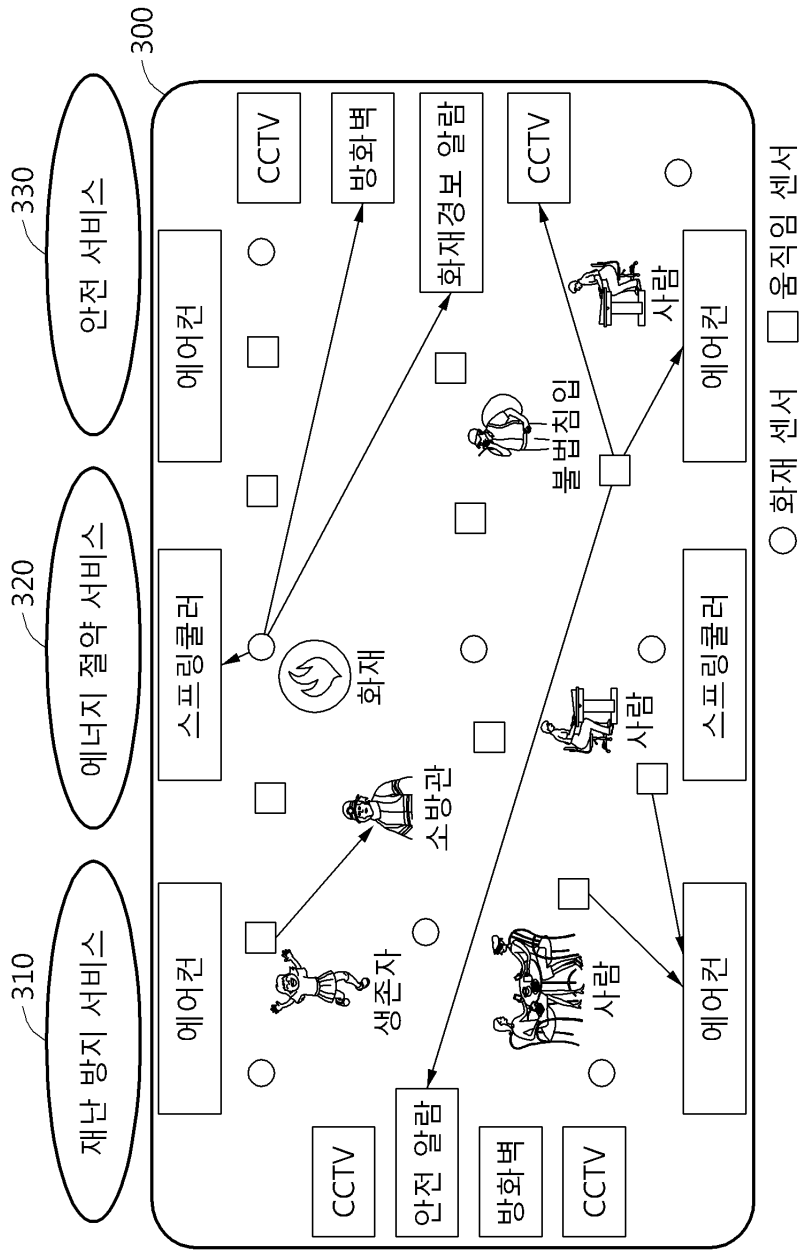 310
320
330
재난 방지 서비스
에너지 절약 서비스
안전 서비스
300
에어컨
스프링쿨러
에어컨
CCTV
CCTV
안전 알람
방화벽
CCTV
방화벽
화재경보 알람
CCTV
생존자
소방관
화재
불법침입
사람
사람
사람
에어컨
스프링쿨러
에어컨
화재 센서
움직임 센서